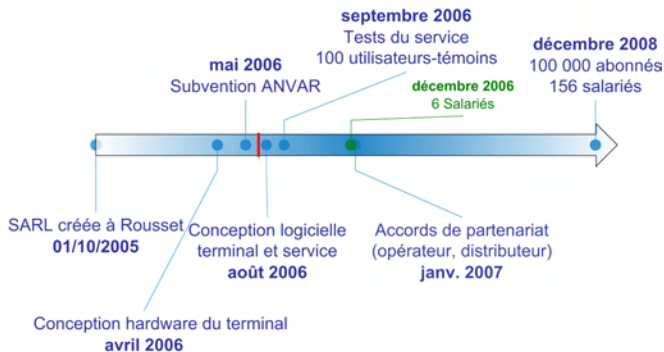 septembre 2006
Tests du service
100 utilisateurs-témoins
mai 2006
Subvention ANVAR
décembre 2006
6 Salariés
décembre 2008
100 000 abonnés
156 salariés
SARL créée à Rousset
01/10/2005
Conception logicielle
terminal et service
août 2006
Accords de partenariat
(opérateur, distributeur)
janv. 2007
Conception hardware du terminal
avril 2006